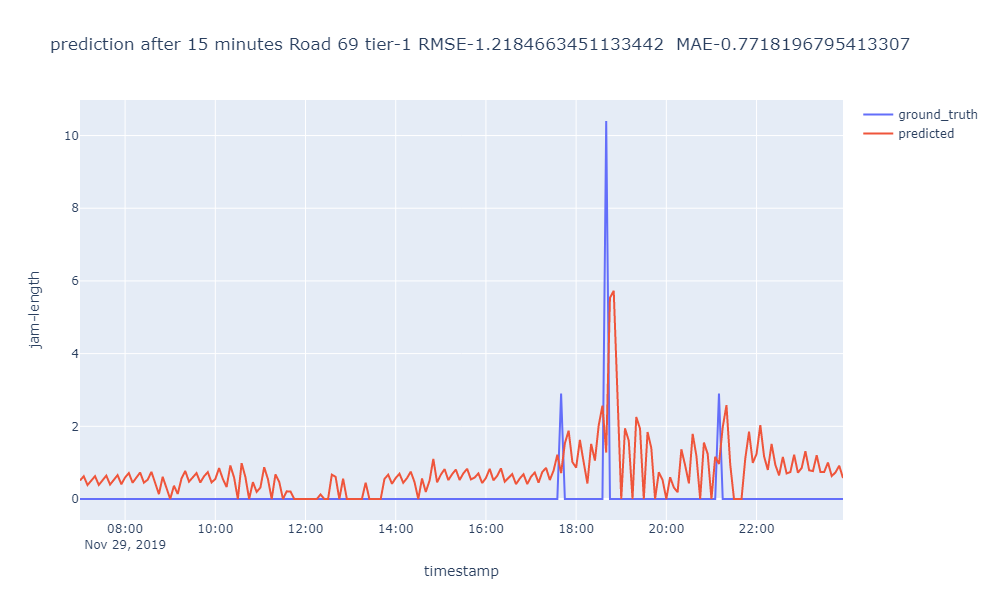 prediction after 15 minutes Road 69 tier-1 RMSE-1.2184663451133442  MAE-0.7718196795413307
ground_truth
predicted
10
8
6
4
2
0
jam-length
08:00 10:00 12:00 14:00 16:00 18:00 20:00 22:00
Nov 29, 2019
timestamp